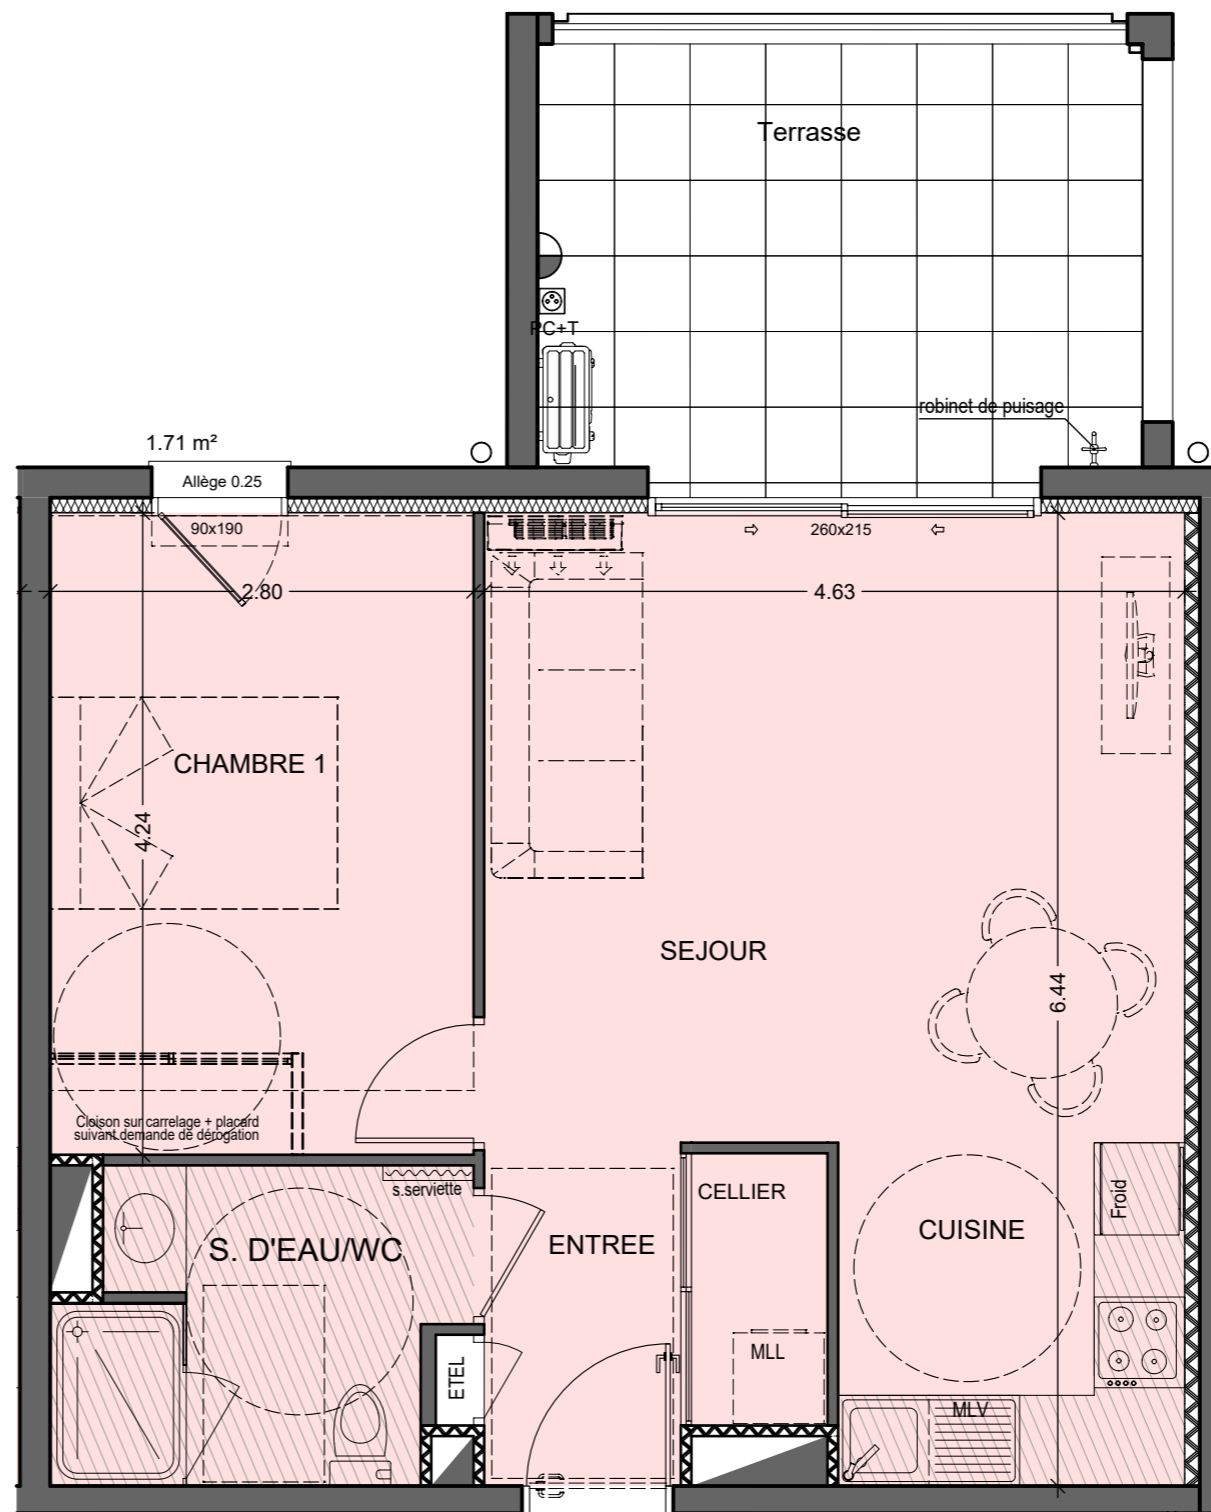 Terrasse
PC+T
robinet de puisage
1.71 m²
Allège 0.25
90x190
260x215
2.80
4.63
CHAMBRE 1
4.24
SEJOUR
6.44
Cloison sur carrelage + placard
suivant demande de dérogation
s.serviette
CELLIER
Froid
S. D'EAU/WC
ENTREE
CUISINE
MLL
ETEL
MLV